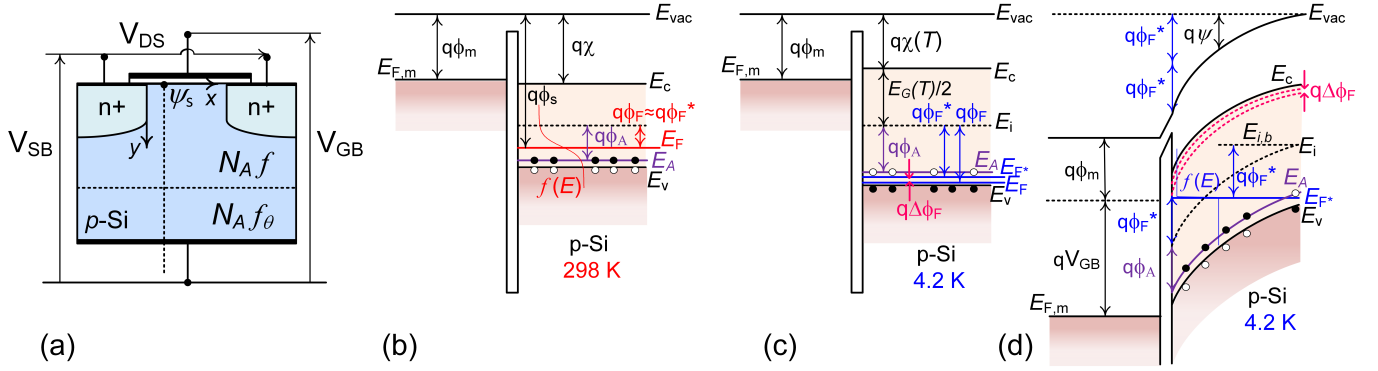 V_DS
n+
ψ_s
x
n+
V_SB
y
V_GB
N_A f
p-Si
N_A f_θ
(a)
E_vac
qϕ_m
qχ
E_F,m
E_c
qϕ_s
qϕ_F≈qϕ_F*
E_i
qϕ_A
E_F
E_A
f(E)
E_v
p-Si
298 K
(b)
E_vac
qϕ_m
qχ(T)
E_F,m
E_c
E_G(T)/2
qϕ_F* qϕ_F
E_i
qϕ_A
E_A
E_F*
E_F
E_v
qΔϕ_F
p-Si
4.2 K
(c)
E_vac
qϕ_F*
qψ
qϕ_F*
E_c
qΔϕ_F
E_i,b
E_i
qϕ_m
f(E)
qϕ_F*
E_A
E_F*
qϕ_F*
E_v
qV_GB
qϕ_A
E_F,m
p-Si
4.2 K
(d)